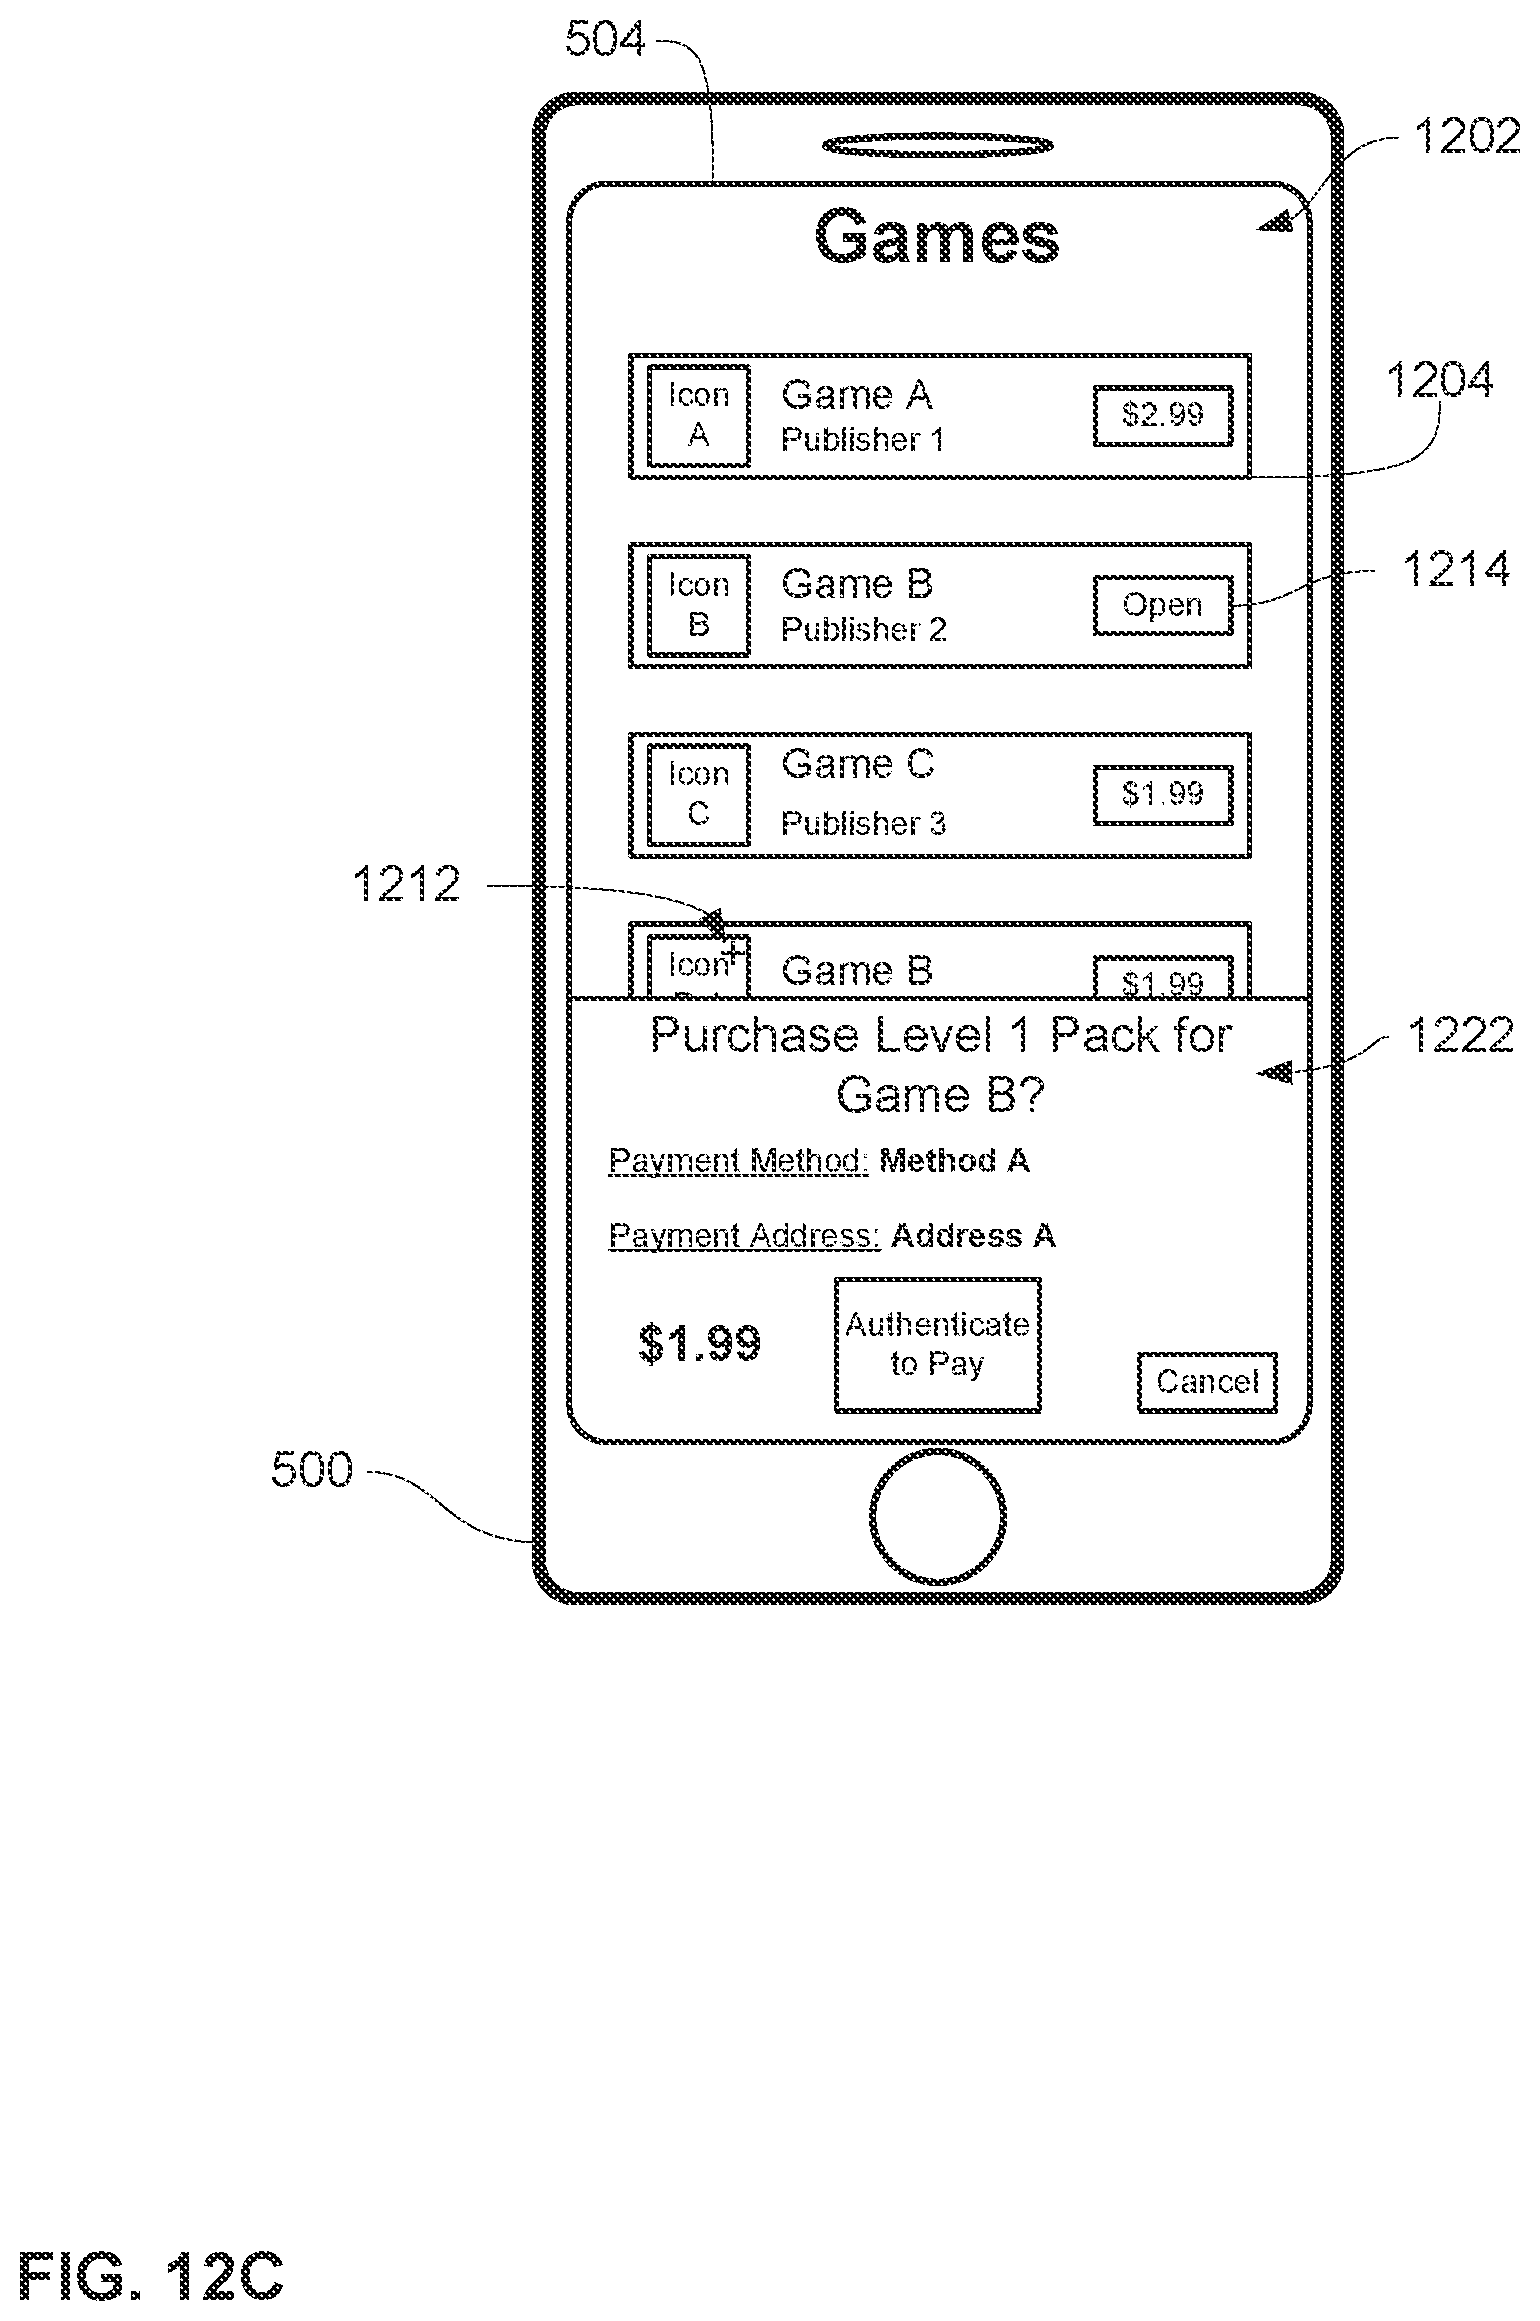 504
1202
Games
Icon
A
Game A
Publisher 1
$2.99
1204
Icon
B
Game B
Publisher 2
Open
1214
Icon
C
Game C
Publisher 3
$1.99
1212
+
Icon
Game B
$1.99
Purchase Level 1 Pack for
Game B?
1222
Payment Method: Method A
Payment Address: Address A
$1.99
Authenticate
to Pay
Cancel
500
FIG. 12C